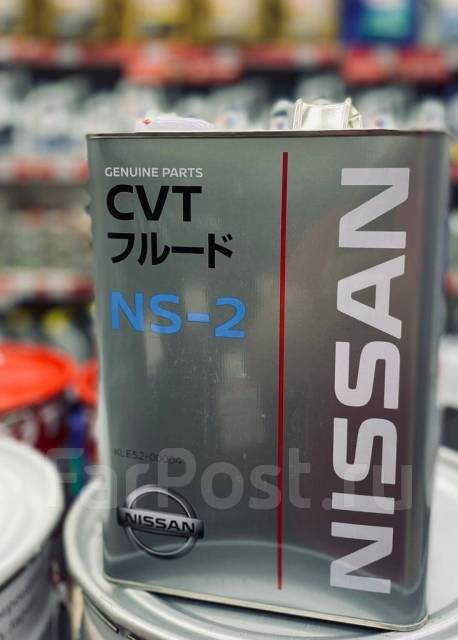 GENUINE PARTS
CVT
フルード
NS-2
KLE52-00004
NISSAN
NISSAN
FarPost.ru